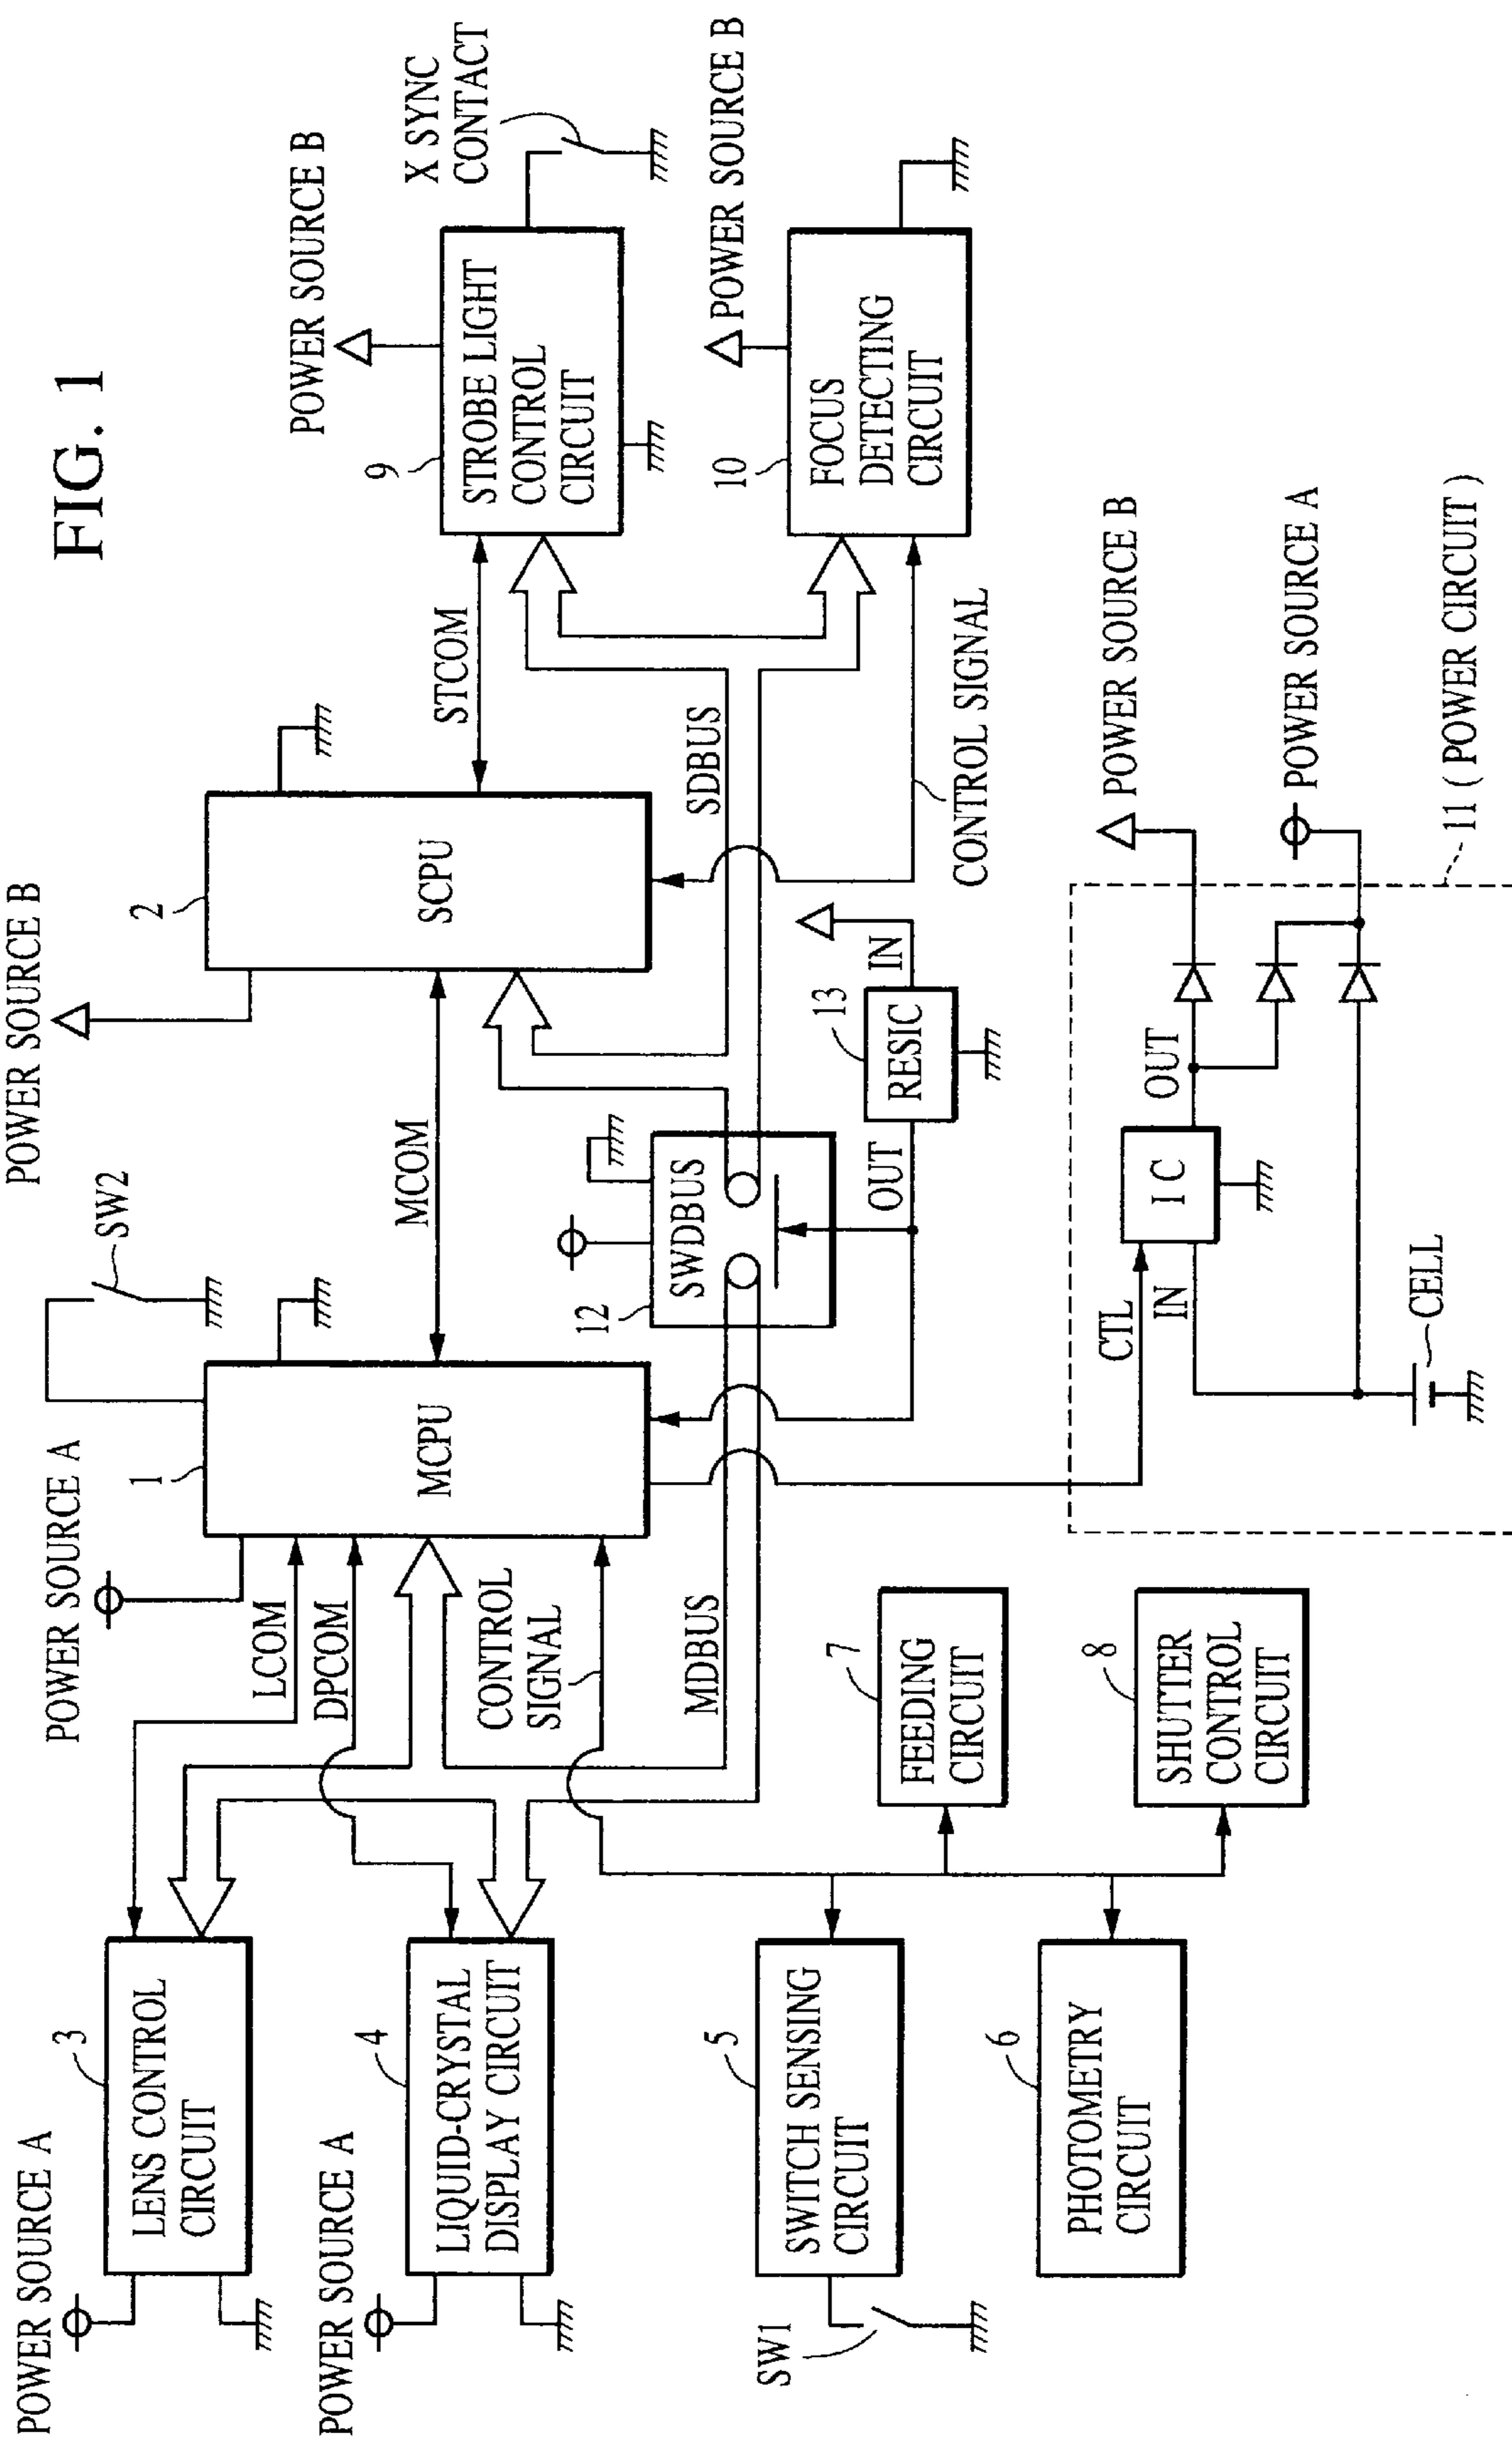 FIG. 1
POWER SOURCE A
3
LENS CONTROL
CIRCUIT
POWER SOURCE A
4
LIQUID-CRYSTAL
DISPLAY CIRCUIT
SW1
5
SWITCH SENSING
CIRCUIT
6
PHOTOMETRY
CIRCUIT
POWER SOURCE A
LCOM
DPCOM
CONTROL
SIGNAL
MDBUS
7
FEEDING
CIRCUIT
8
SHUTTER
CONTROL
CIRCUIT
1
MCPU
SW2
MCOM
12
SWDBUS
OUT
13
RESIC
IN
POWER SOURCE B
2
SCPU
STCOM
SDBUS
CONTROL SIGNAL
POWER SOURCE B
9
STROBE LIGHT
CONTROL
CIRCUIT
X SYNC
CONTACT
POWER SOURCE B
10
FOCUS
DETECTING
CIRCUIT
CTL
IN
IC
OUT
CELL
POWER SOURCE B
POWER SOURCE A
11 ( POWER CIRCUIT )